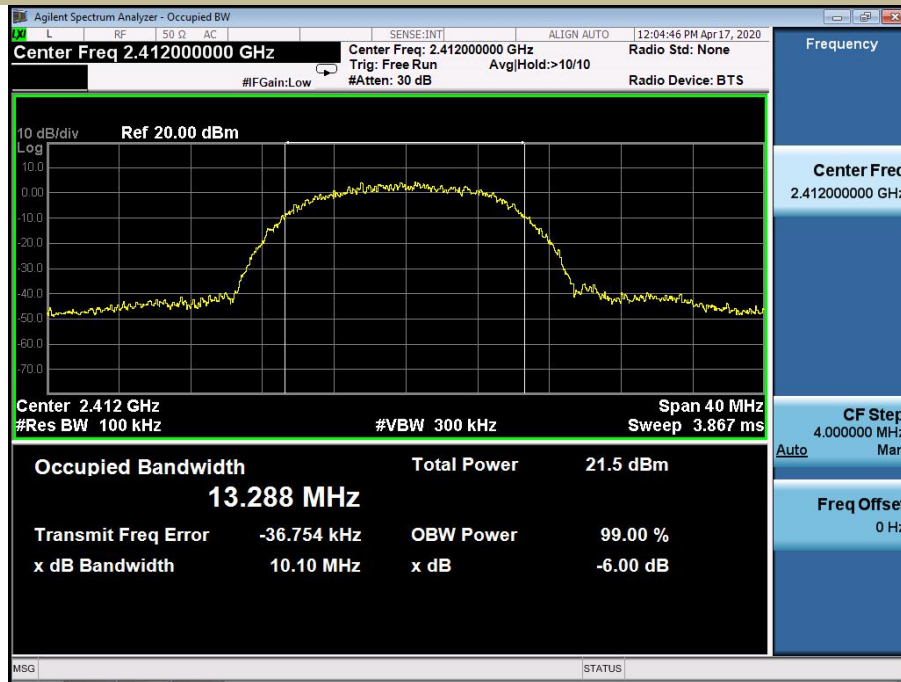 Agilent Spectrum Analyzer - Occupied BW
LXI L RF 50 Ω AC SENSE:INT ALIGN AUTO 12:04:46 PM Apr 17, 2020
Center Freq 2.412000000 GHz
Center Freq: 2.412000000 GHz Radio Std: None
Trig: Free Run Avg|Hold:>10/10
#IFGain:Low #Atten: 30 dB Radio Device: BTS
Frequency
10 dB/div Ref 20.00 dBm
Log
10.0
0.00
-10.0
-20.0
-30.0
-40.0
-50.0
-60.0
-70.0
Center 2.412 GHz Span 40 MHz
#Res BW 100 kHz #VBW 300 kHz Sweep 3.867 ms
Center Freq
2.412000000 GHz
CF Step
4.000000 MHz
Auto Man
Freq Offset
0 Hz
Occupied Bandwidth Total Power 21.5 dBm
13.288 MHz
Transmit Freq Error -36.754 kHz OBW Power 99.00 %
x dB Bandwidth 10.10 MHz x dB -6.00 dB
MSG STATUS